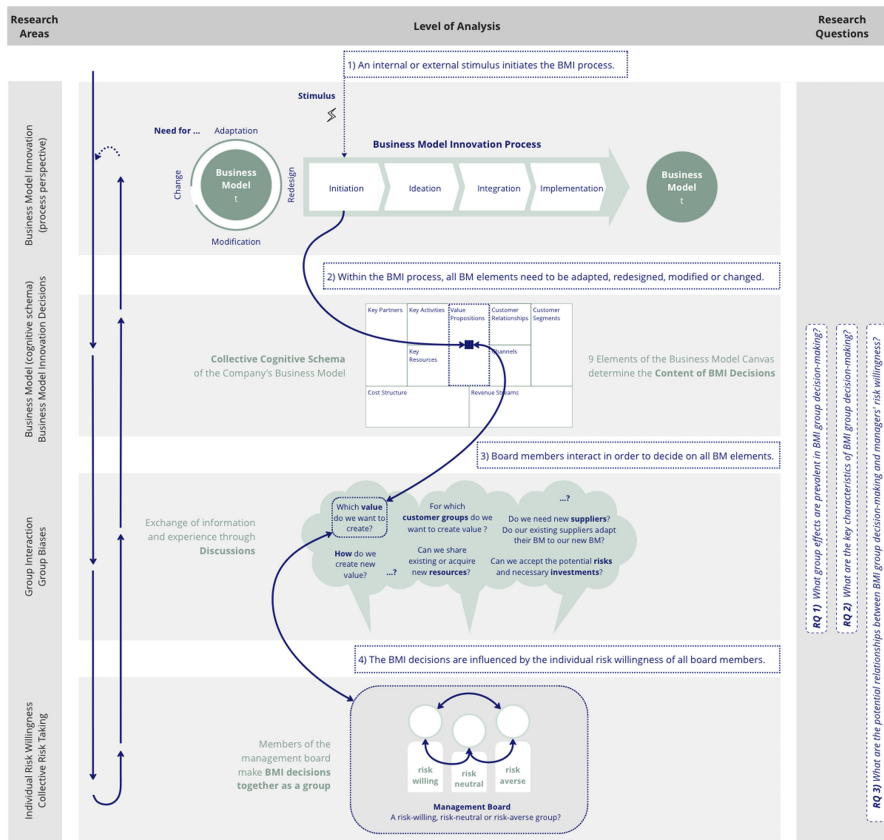 Research
Areas
Level of Analysis
Research
Questions
1) An internal or external stimulus initiates the BMI process.
Stimulus
Need for ...
Adaptation
Change
Redesign
Modification
Business
Model
t
Business Model Innovation Process
Initiation
Ideation
Integration
Implementation
Business
Model
t
Business Model Innovation
(process perspective)
2) Within the BMI process, all BM elements need to be adapted, redesigned, modified or changed.
Business Model (cognitive schema)
Business Model Innovation Decisions
Collective Cognitive Schema
of the Company's Business Model
Key Partners
Key Activities
Value
Propositions
Customer
Relationships
Customer
Segments
Key
Resources
Channels
Cost Structure
Revenue Streams
9 Elements of the Business Model Canvas
determine the Content of BMI Decisions
3) Board members interact in order to decide on all BM elements.
Group Interaction
Group Biases
Exchange of information
and experience through
Discussions
Which value
do we want to
create?
For which
customer groups do we
want to create value ?
...?
Do we need new suppliers?
Do our existing suppliers adapt
their BM to our new BM?
How do we
create new
value?
...?
Can we share
existing or acquire
new resources?
Can we accept the potential risks
and necessary investments?
4) The BMI decisions are influenced by the individual risk willingness of all board members.
Individual Risk Willingness
Collective Risk Taking
Members of the
management board
make BMI decisions
together as a group
risk
willing
risk
neutral
risk
averse
Management Board
A risk-willing, risk-neutral or risk-averse group?
RQ 1) What group effects are prevalent in BMI group decision-making?
RQ 2) What are the key characteristics of BMI group decision-making?
RQ 3) What are the potential relationships between BMI group decision-making and managers' risk willingness?